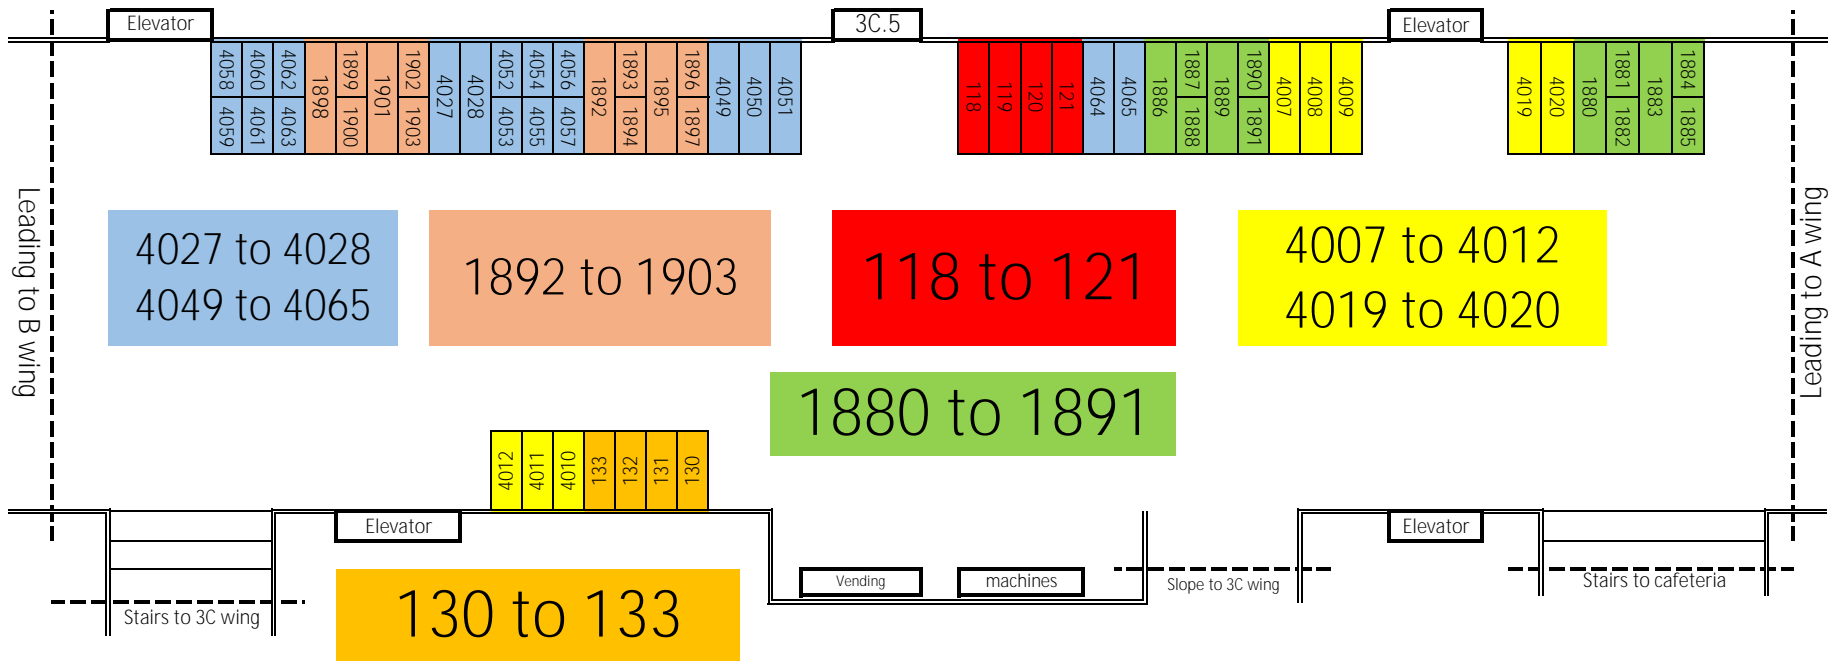 Elevator
3C.5
Elevator
4058
4060
4062
1898
1899
1901
1902
4027
4028
4052
4054
4056
1892
1893
1895
1896
4049
4050
4051
4059
4061
4063
1900
1903
4053
4055
4057
1894
1897
118
119
120
121
4064
4065
1886
1887
1889
1890
4007
4008
4009
1888
1891
4019
4020
1880
1881
1883
1884
1882
1885
Leading to B wing
4027 to 4028
4049 to 4065
1892 to 1903
118 to 121
4007 to 4012
4019 to 4020
Leading to A wing
1880 to 1891
4012
4011
4010
133
132
131
130
Elevator
Elevator
Vending
machines
Slope to 3C wing
Stairs to cafeteria
Stairs to 3C wing
130 to 133